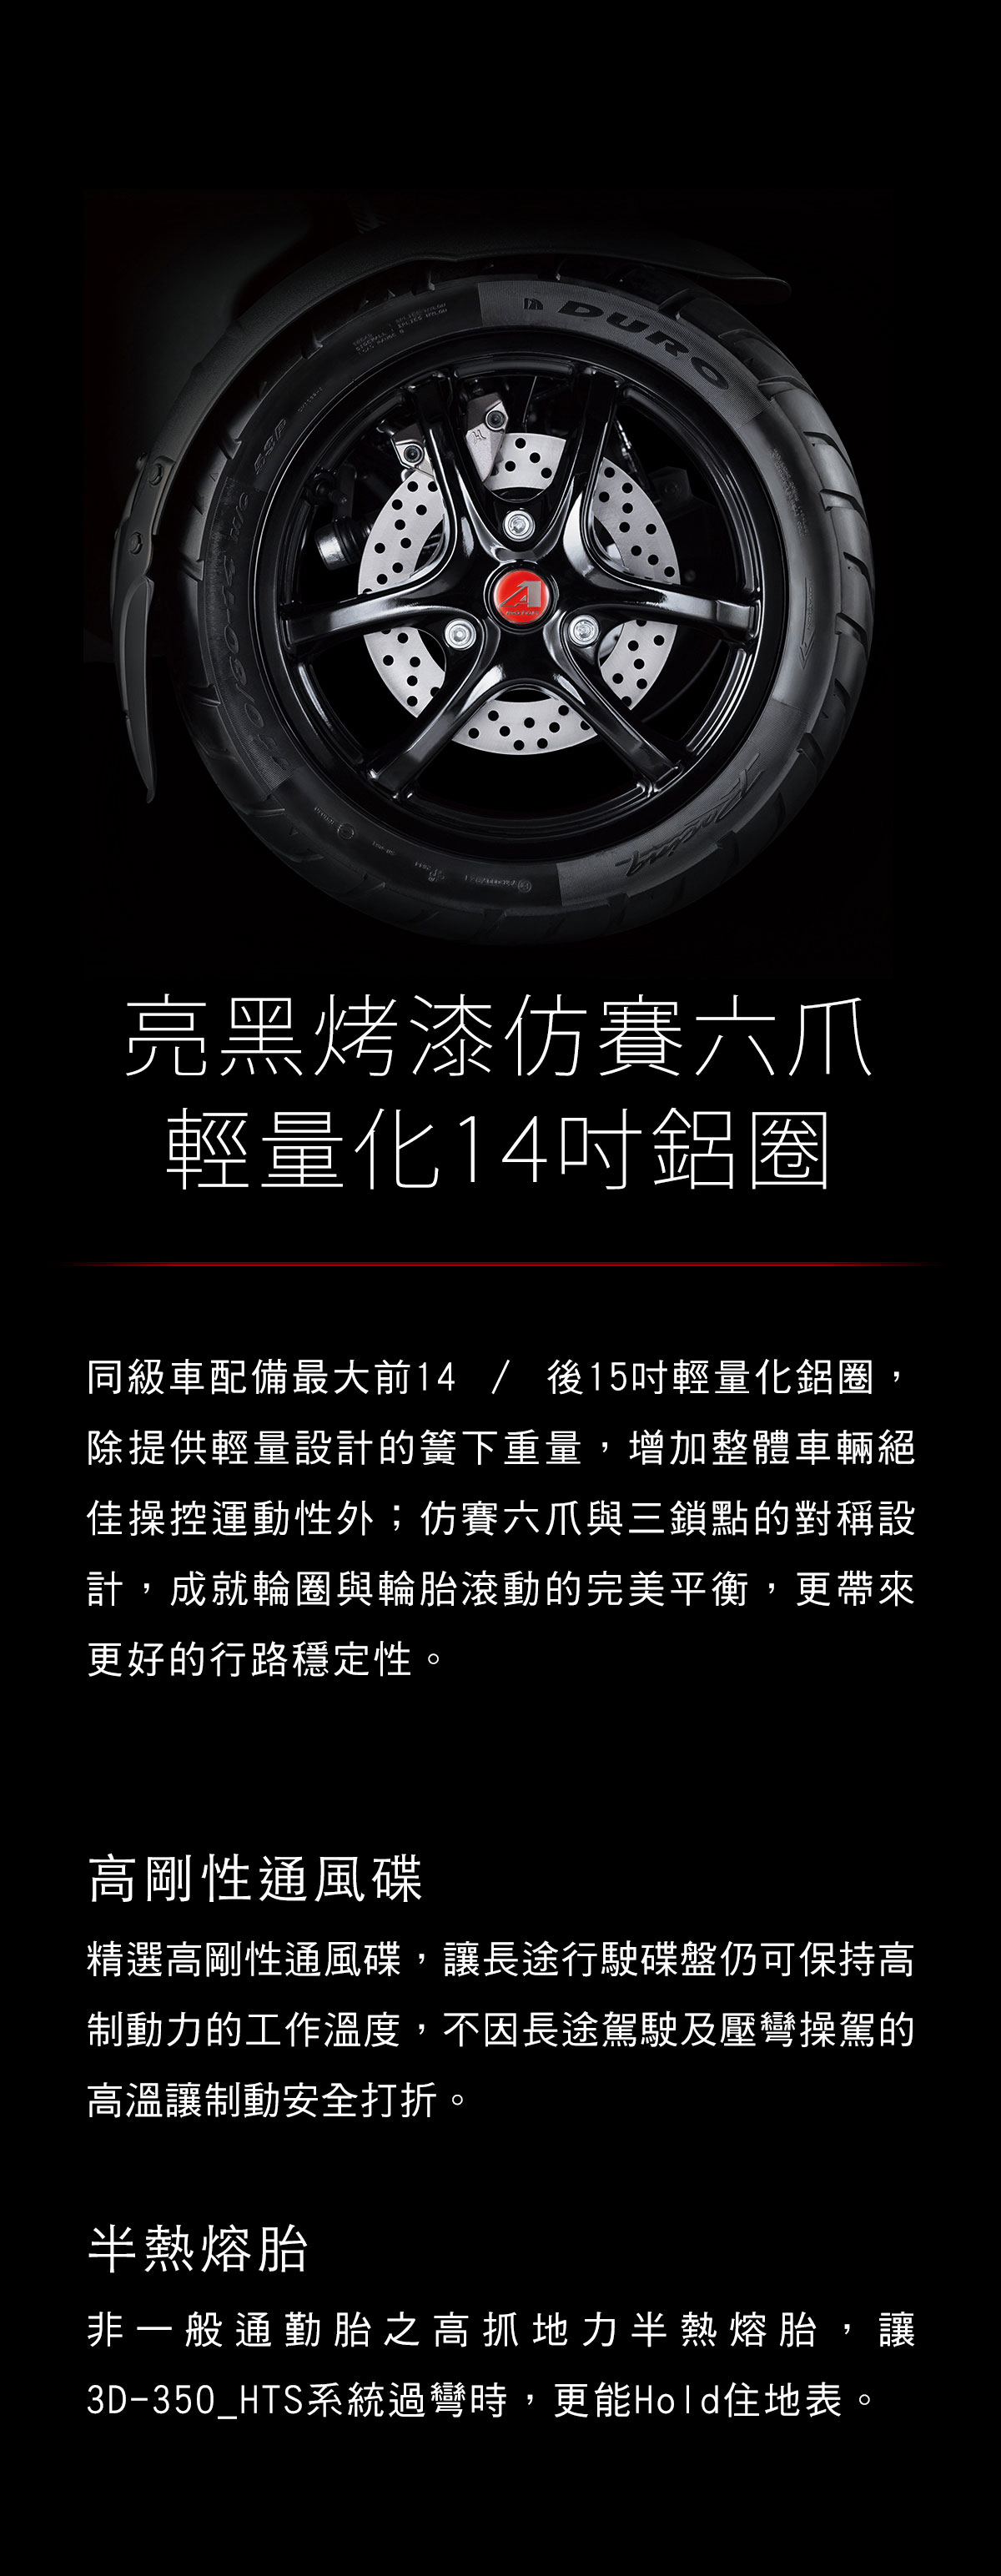 DURO
Racing
亮黑烤漆仿賽六爪
輕量化14吋鋁圈
同級車配備最大前14 / 後15吋輕量化鋁圈，
除提供輕量設計的簧下重量，增加整體車輛絕
佳操控運動性外；仿賽六爪與三鎖點的對稱設
計，成就輪圈與輪胎滾動的完美平衡，更帶來
更好的行路穩定性。
高剛性通風碟
精選高剛性通風碟，讓長途行駛碟盤仍可保持高
制動力的工作溫度，不因長途駕駛及壓彎操駕的
高溫讓制動安全打折。
半熱熔胎
非一般通勤胎之高抓地力半熱熔胎，讓
3D-350_HTS系統過彎時，更能Hold住地表。